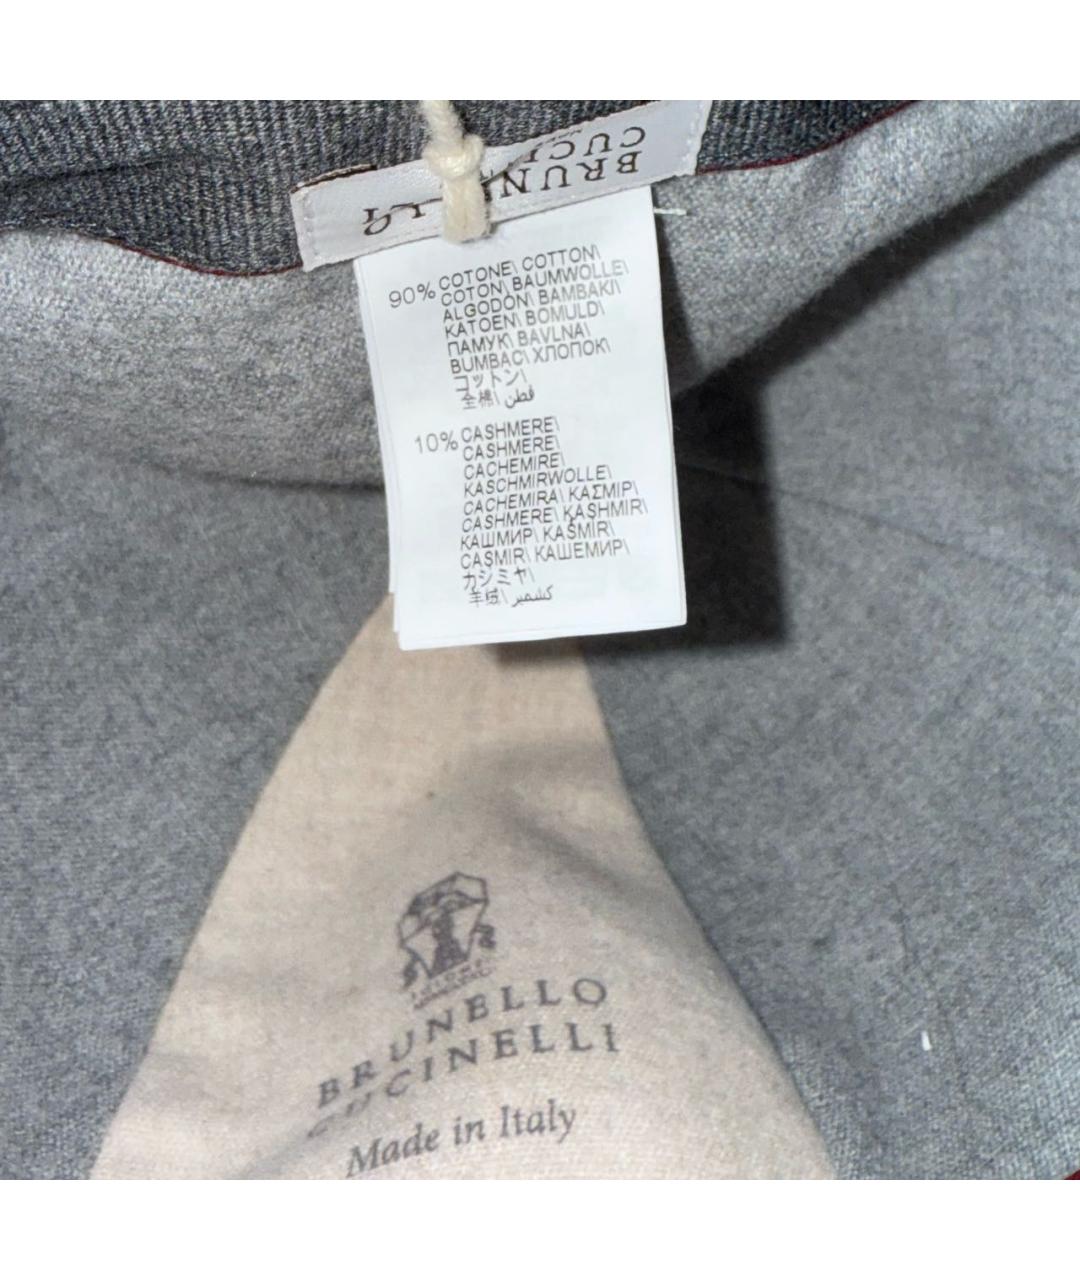 BRUNELLO
90% COTONE\ COTTON\
COTON\ BAUMWOLLE\
ALGODÓN\ BAMBAKI\
KATOEN\ BOMULD\
ПАМУК\ BAVLNA\
BUMBAC\ ХЛОПОК\
コットン\
全棉\ قطن
10% CASHMERE\
CASHMERE\
CACHEMIRE\
KASCHMIRWOLLE\
CACHEMIRA\ ΚΑΣΜΙΡ\
CASHMERE\ KASHMIR\
КАШМИР\ KAŠMÍR\
CAŞMIR\ КАШЕМИР\
カシミヤ\
羊绒\ كشمير
BRUNELLO
CUCINELLI
Made in Italy